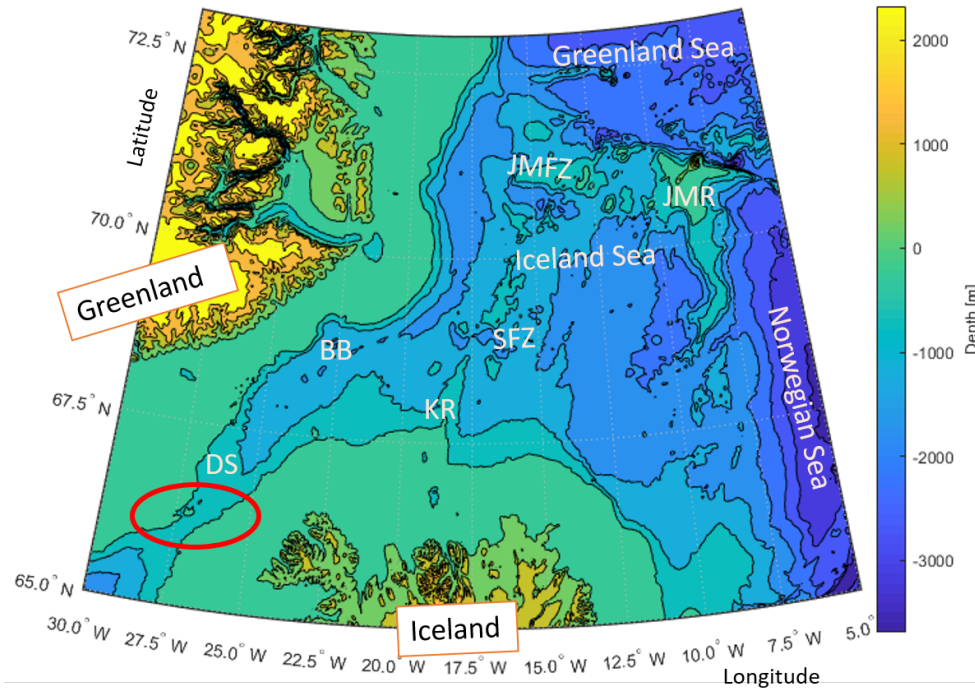 72.5° N
70.0° N
67.5° N
65.0° N
Latitude
Greenland Sea
JMFZ
JMR
Iceland Sea
Greenland
BB
SFZ
KR
DS
Norwegian Sea
Iceland
30.0° W
27.5° W
25.0° W
22.5° W
20.0° W
17.5° W
15.0° W
12.5° W
10.0° W
7.5° W
5.0°
Longitude
2000
1000
0
-1000
-2000
-3000
Depth [m]